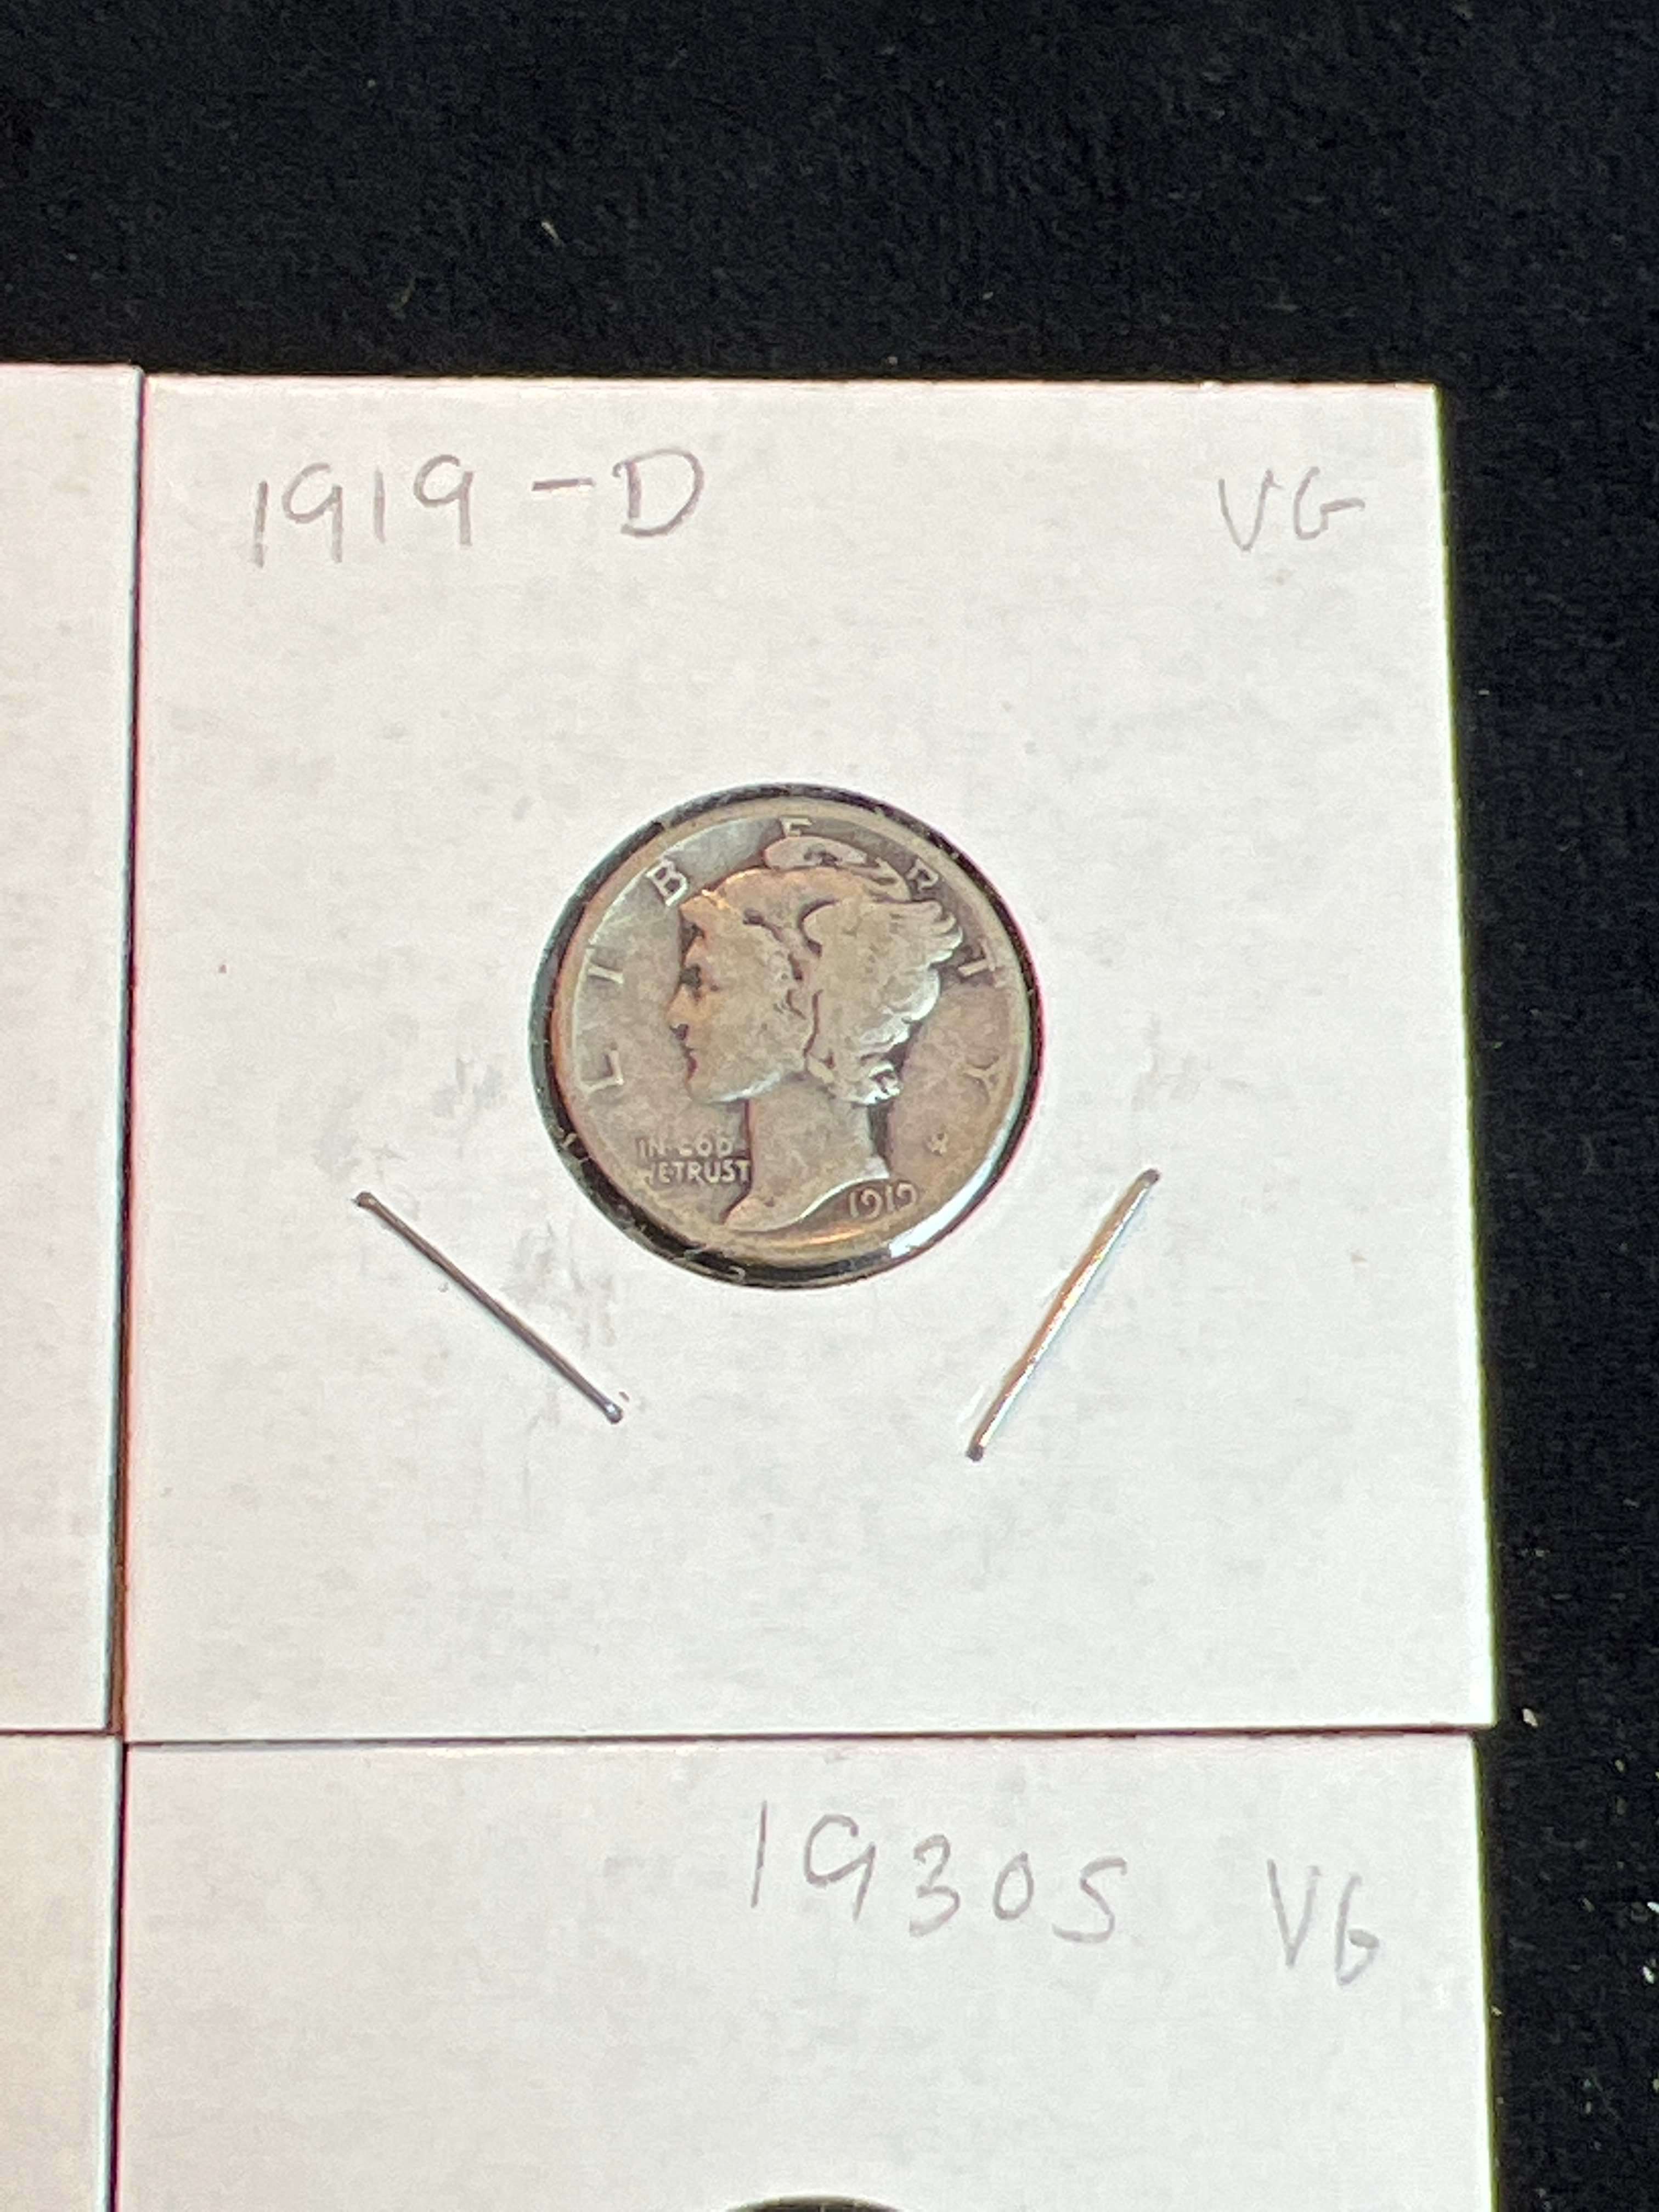 1919-D VG
LIBERTY
IN GOD
WE TRUST
1919
1930S VG